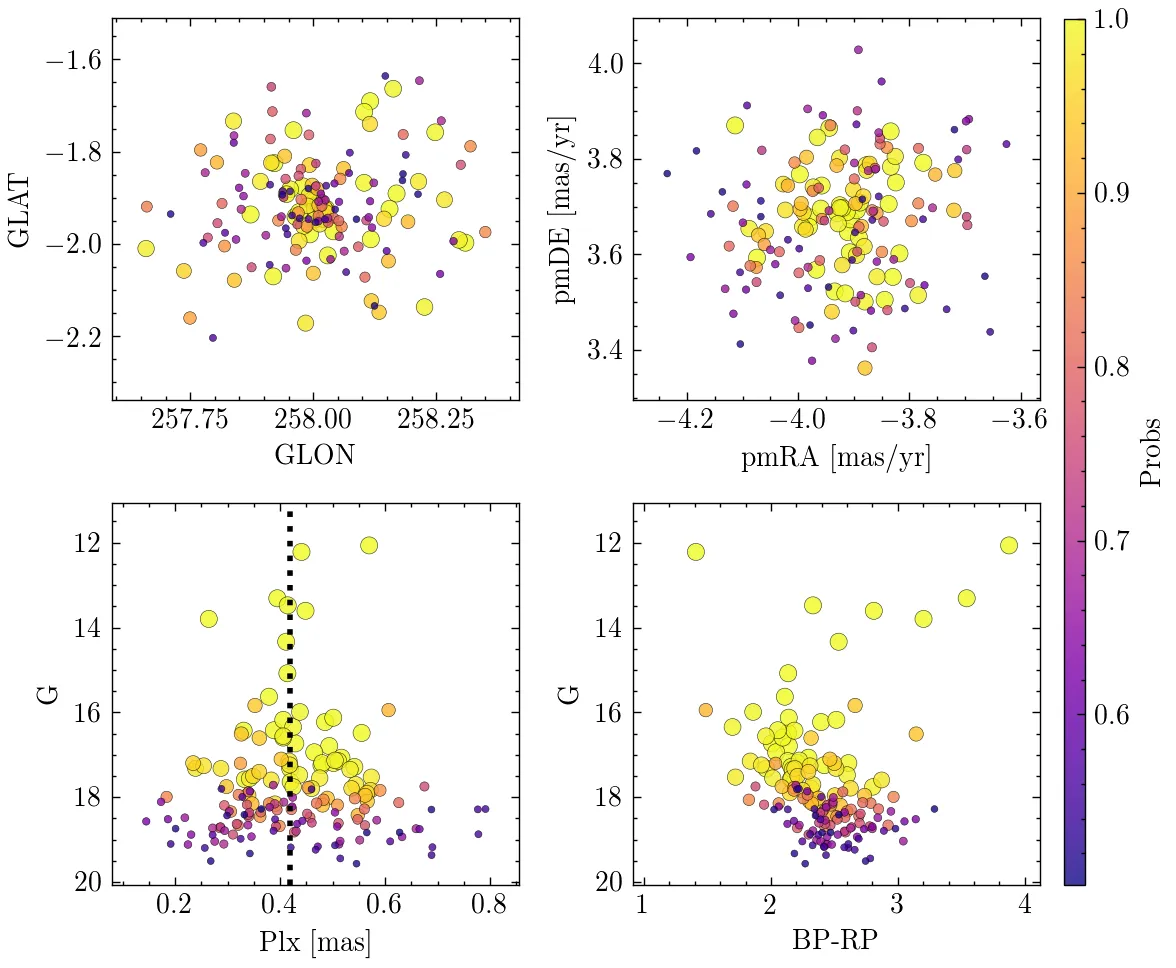 −1.6
−1.8
−2.0
−2.2
GLAT
257.75 258.00 258.25
GLON
4.0
3.8
3.6
3.4
pmDE [mas/yr]
−4.2 −4.0 −3.8 −3.6
pmRA [mas/yr]
12
14
16
18
20
G
0.2 0.4 0.6 0.8
Plx [mas]
12
14
16
18
20
G
1 2 3 4
BP-RP
1.0
0.9
0.8
0.7
0.6
Probs